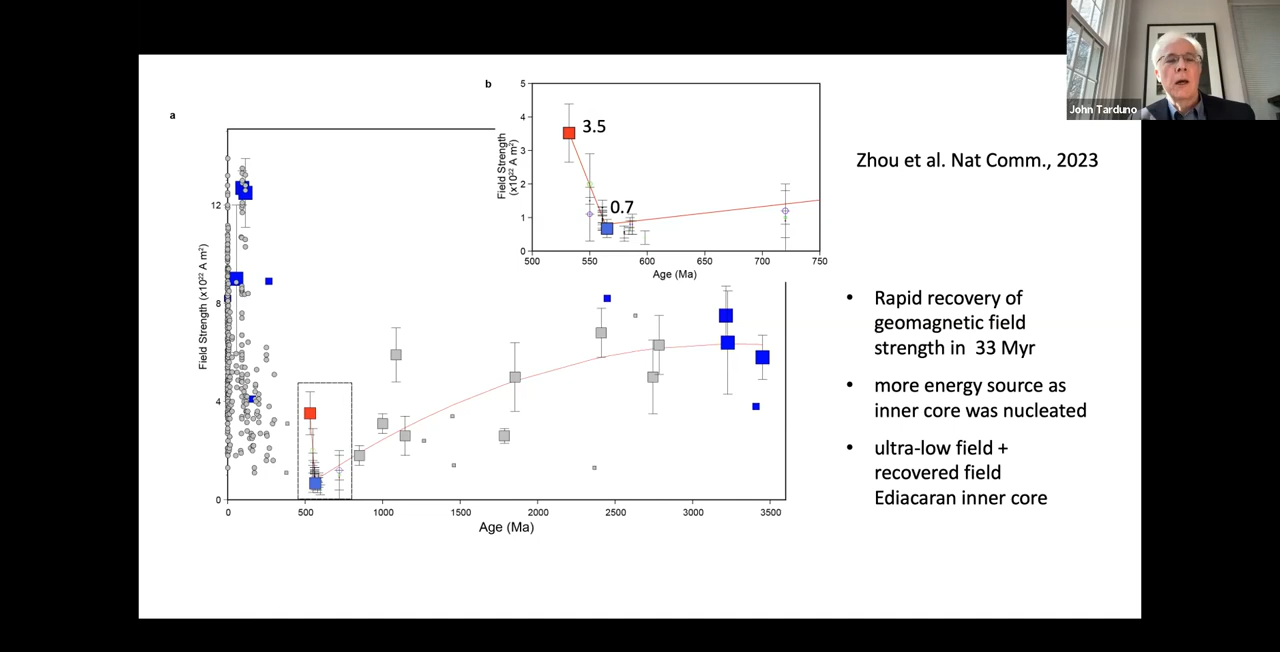 John Tarduno
Zhou et al. Nat Comm., 2023
a
Field Strength (x10²² A m²)
12
8
4
0
0 500 1000 1500 2000 2500 3000 3500
Age (Ma)
b
Field Strength
(x10²² A m²)
5
4
3
2
1
0
3.5
0.7
500 550 600 650 700 750
Age (Ma)
• Rapid recovery of
geomagnetic field
strength in 33 Myr
• more energy source as
inner core was nucleated
• ultra-low field +
recovered field
Ediacaran inner core